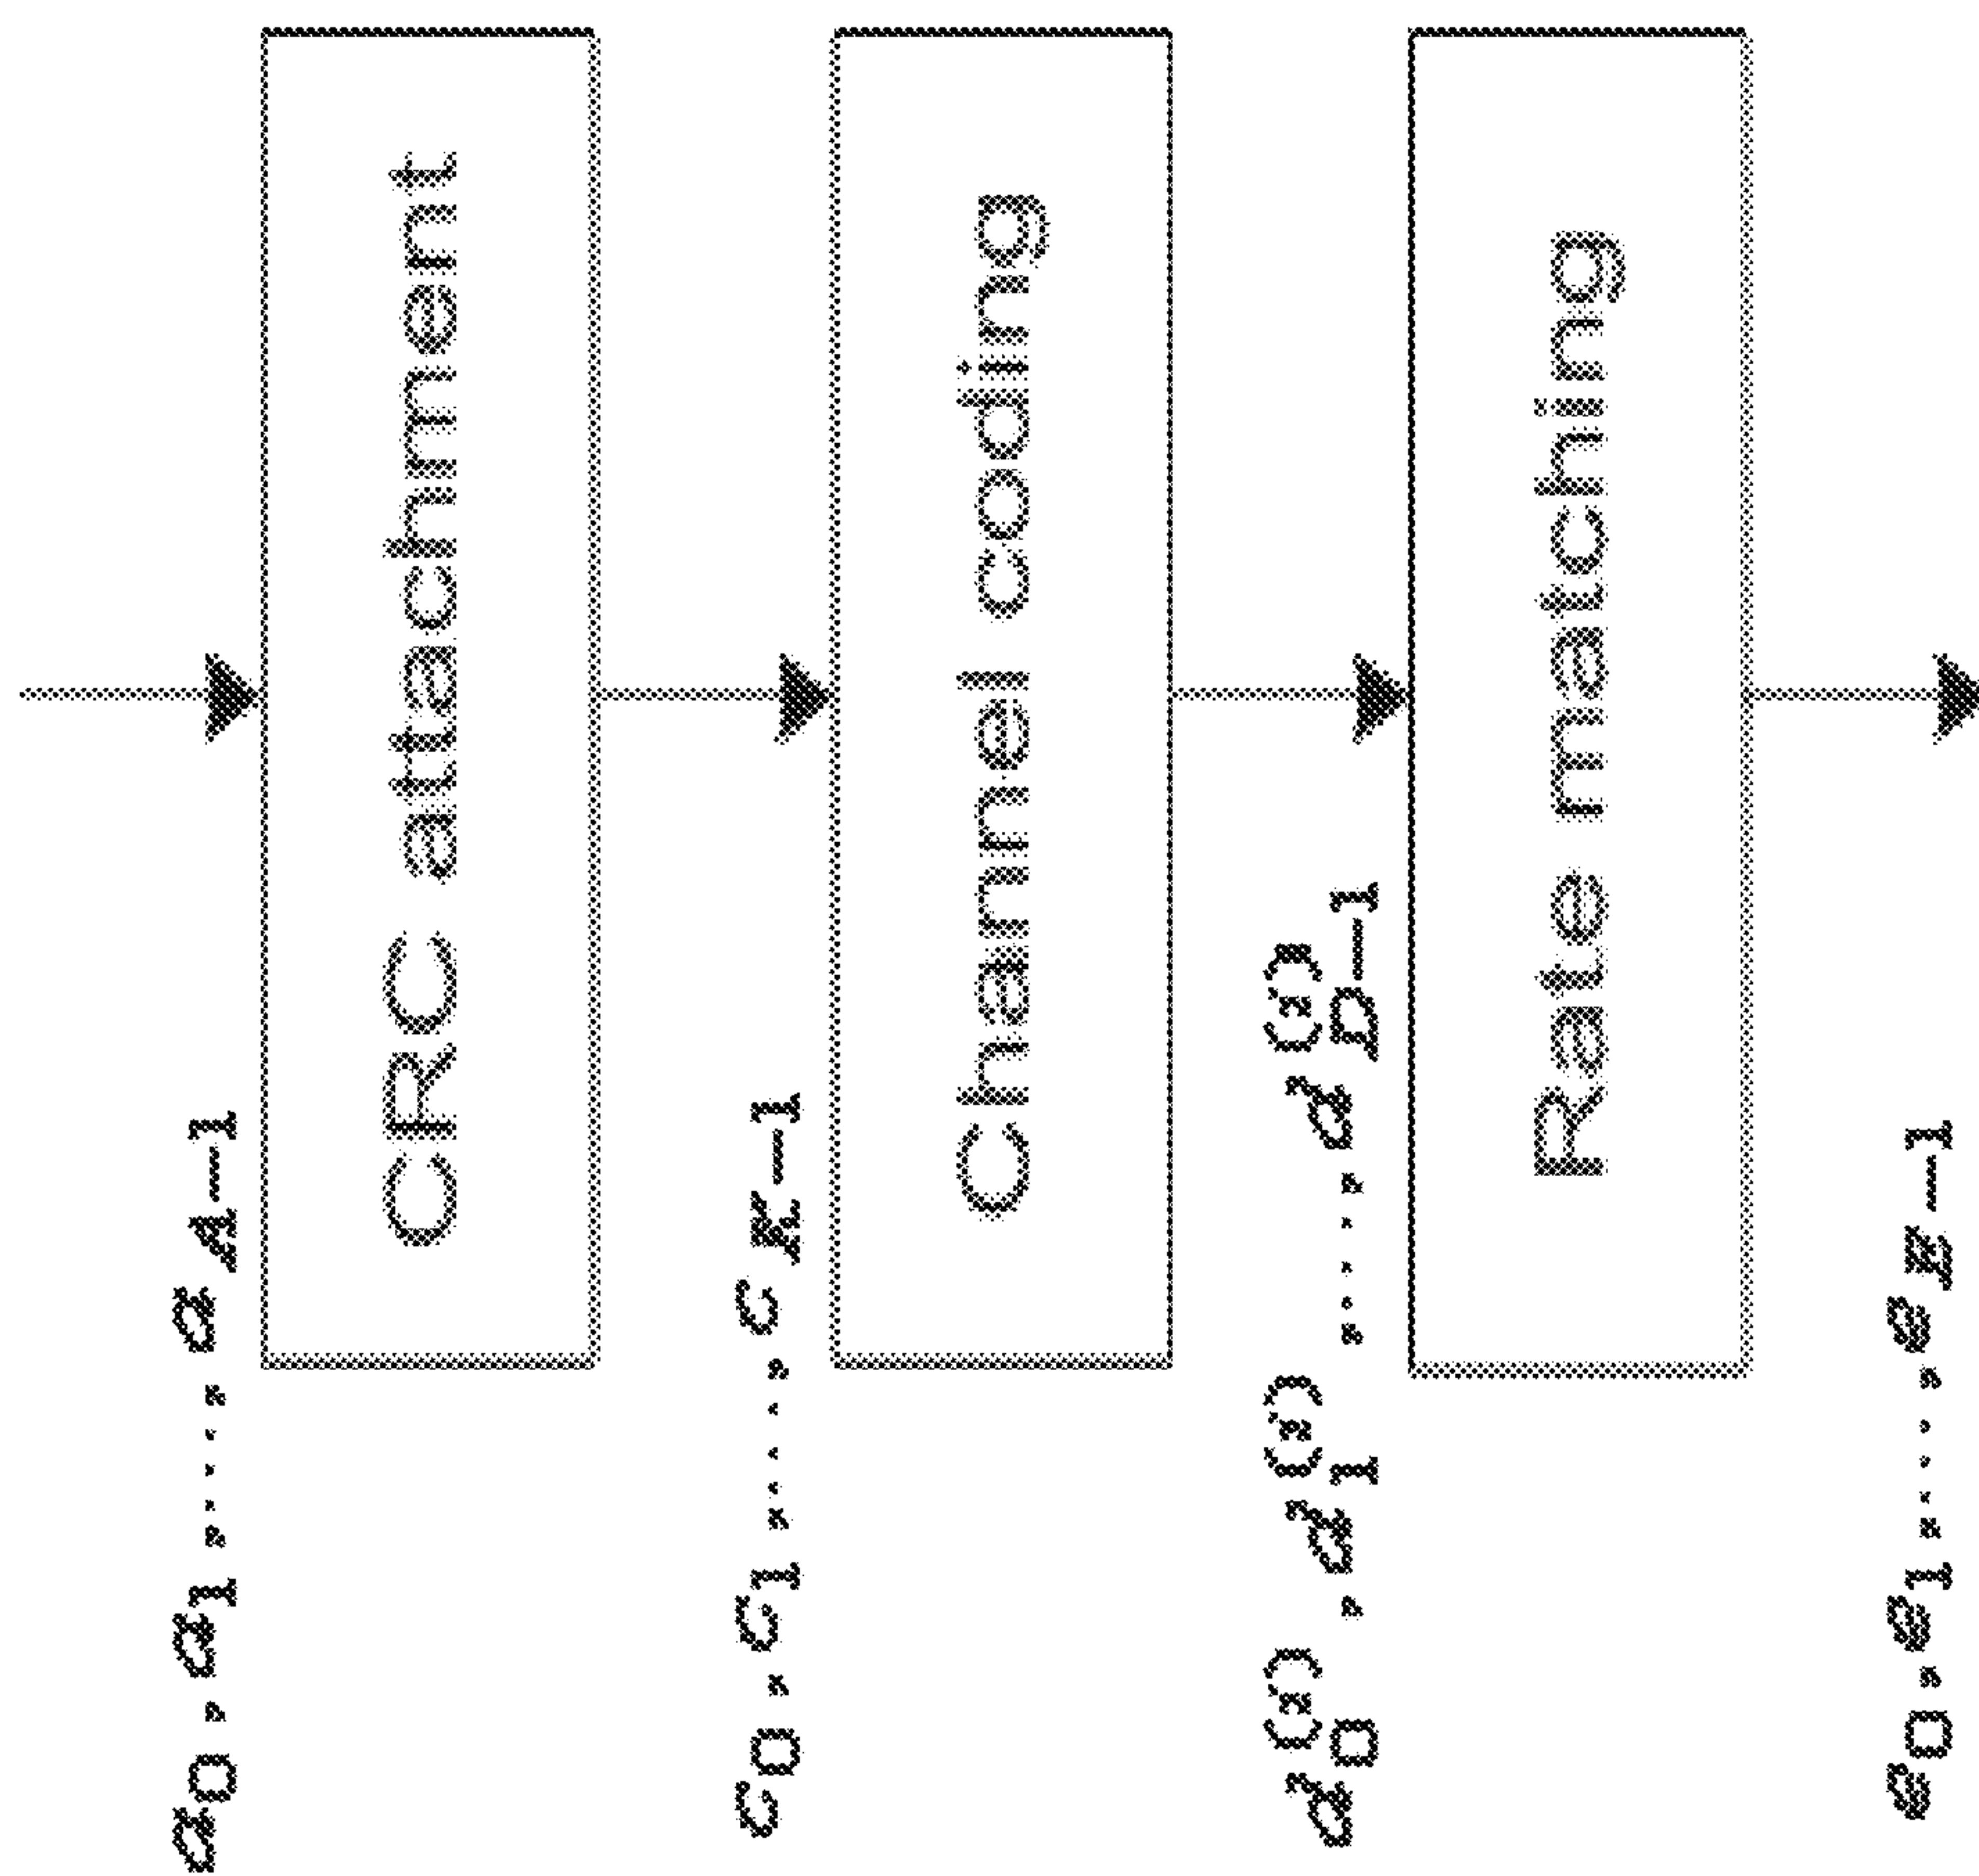 a0, a1, ..., aA−1
CRC attachment
c0, c1, ..., cK−1
Channel coding
d0(i), d1(i), ..., dD−1(i)
Rate matching
e0, e1, ..., eE−1